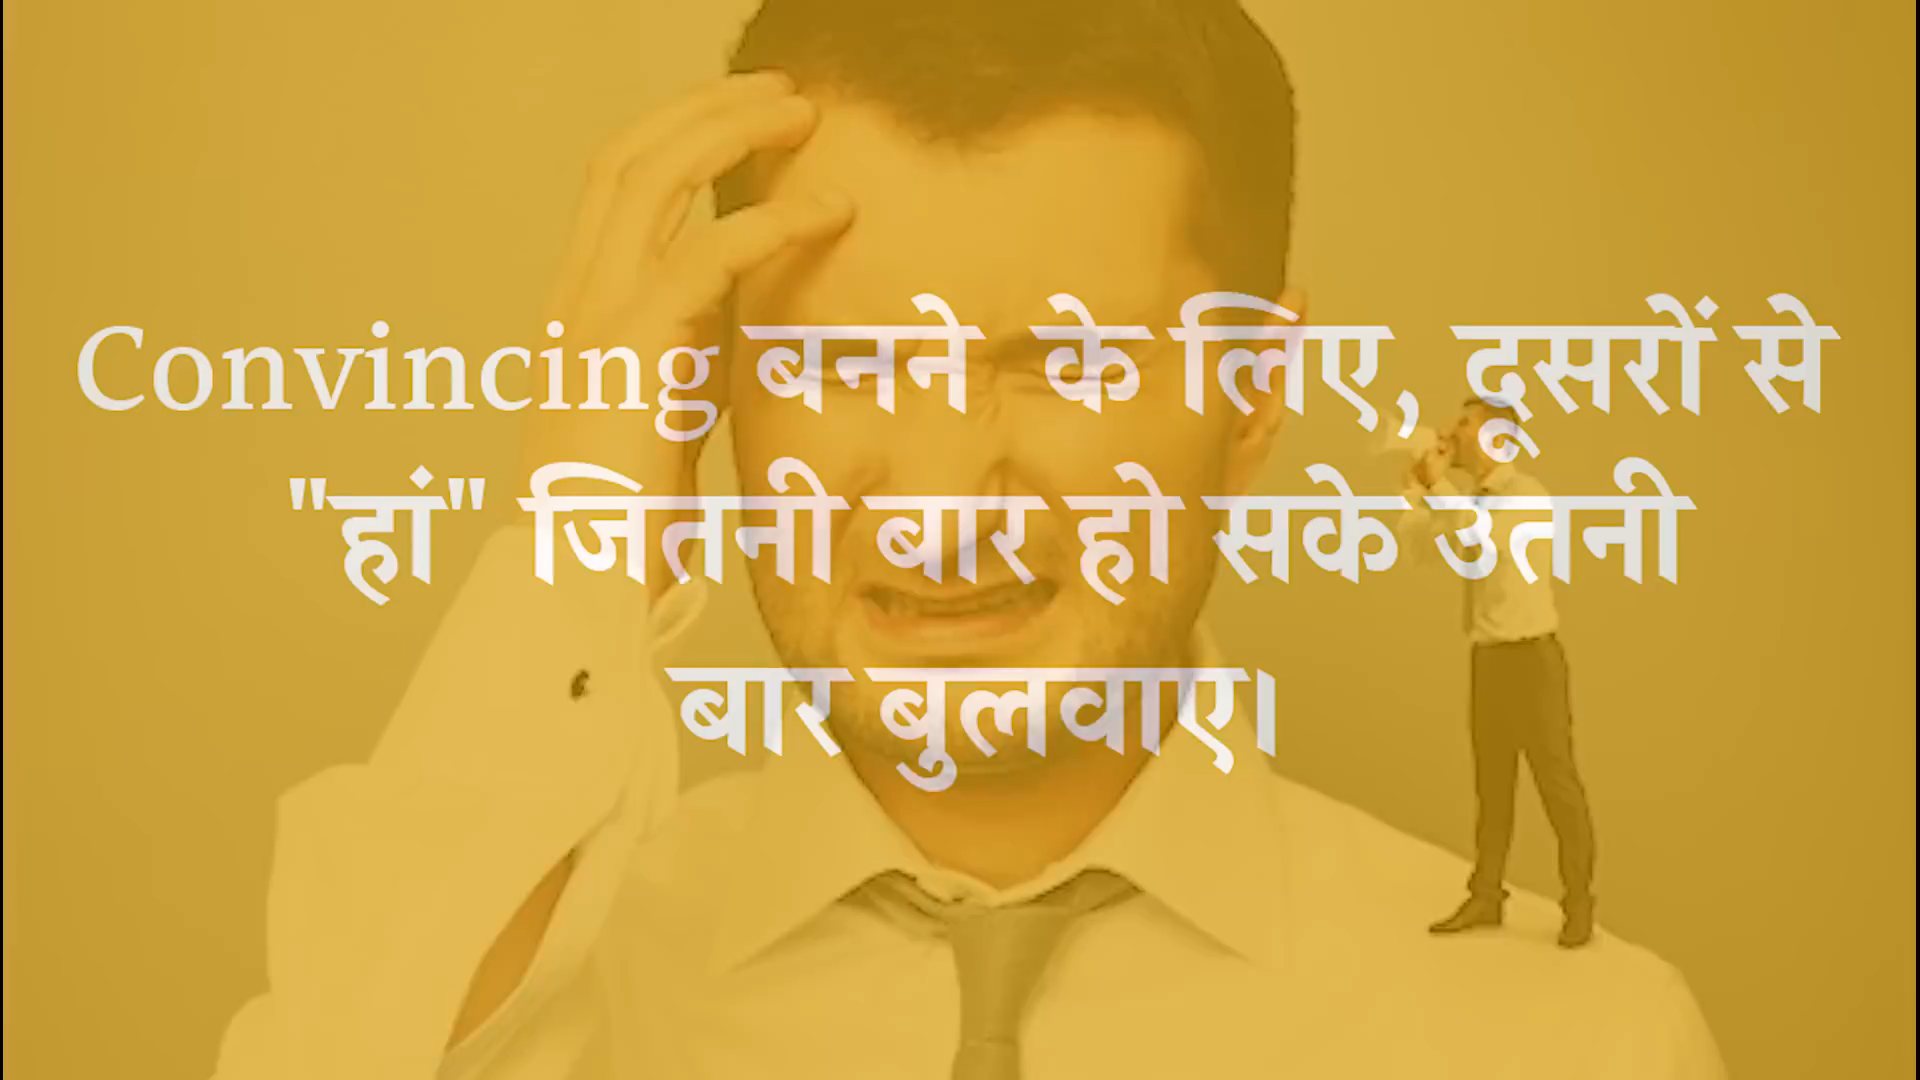 Convincing बनने के लिए, दूसरों से
"हां" जितनी बार हो सके उतनी
बार बुलवाए।